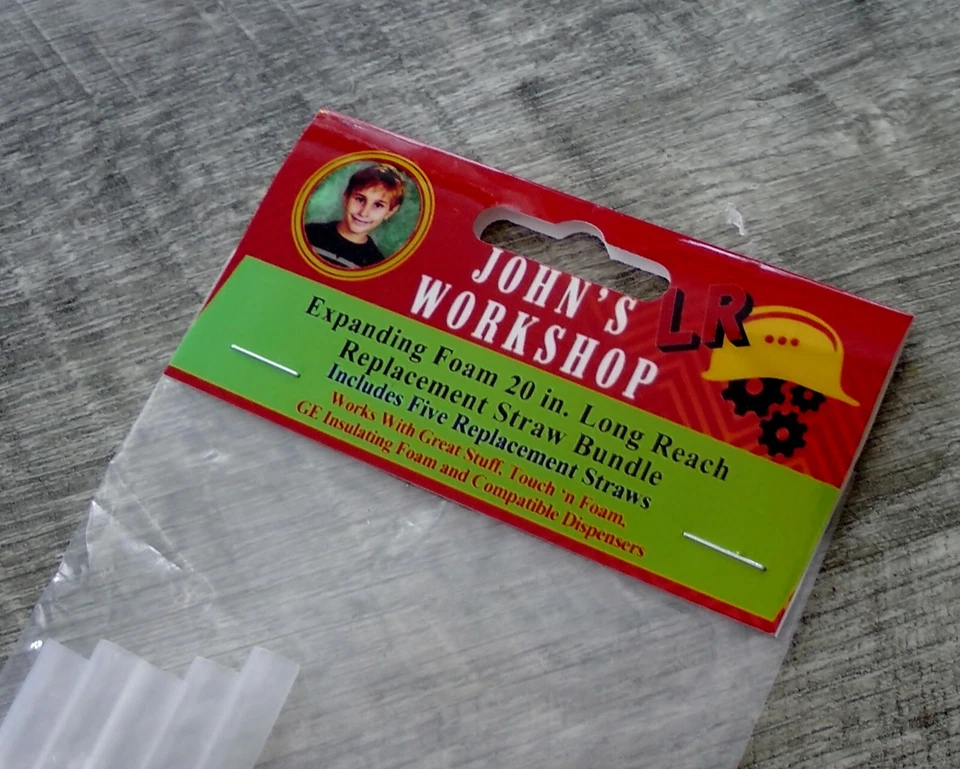 JOHN'S
WORKSHOP
LR
Expanding Foam 20 in. Long Reach
Replacement Straw Bundle
Includes Five Replacement Straws
Works With Great Stuff, Touch 'n Foam,
GE Insulating Foam and Compatible Dispensers